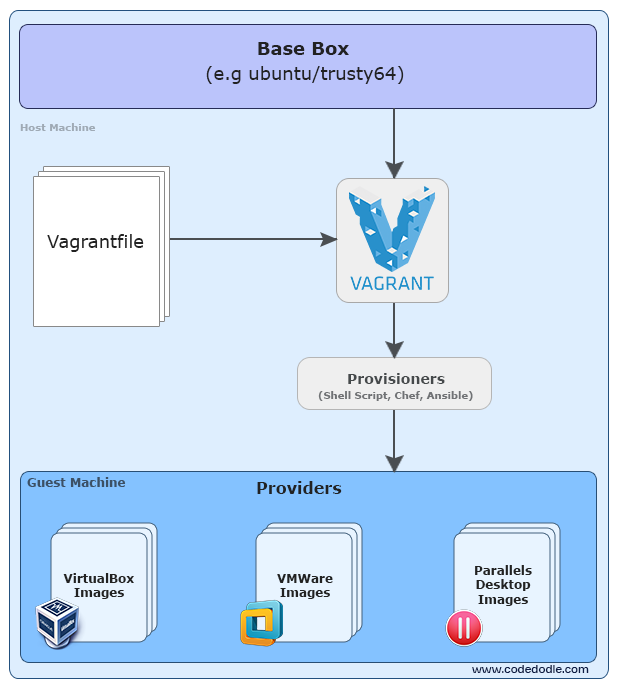 Base Box
(e.g ubuntu/trusty64)
Host Machine
Vagrantfile
VAGRANT
Provisioners
(Shell Script, Chef, Ansible)
Guest Machine
Providers
VirtualBox
Images
VMWare
Images
Parallels
Desktop
Images
www.codedodle.com